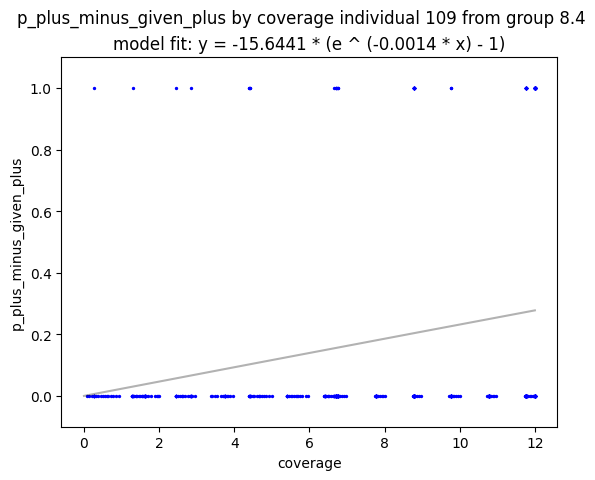 p_plus_minus_given_plus by coverage individual 109 from group 8.4
model fit: y = -15.6441 * (e ^ (-0.0014 * x) - 1)
1.0
0.8
0.6
0.4
0.2
0.0
p_plus_minus_given_plus
0 2 4 6 8 10 12
coverage